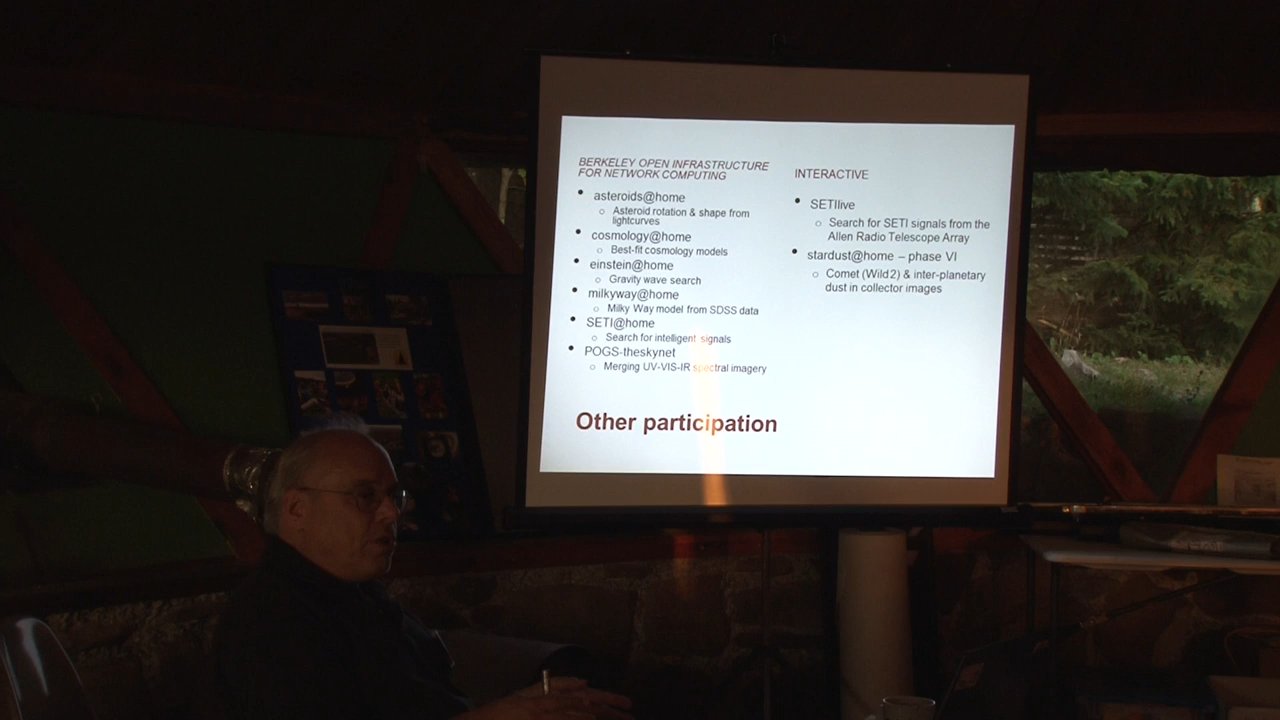 BERKELEY OPEN INFRASTRUCTURE
FOR NETWORK COMPUTING
asteroids@home
Asteroid rotation & shape from
lightcurves
cosmology@home
Best-fit cosmology models
einstein@home
Gravity wave search
milkyway@home
Milky Way model from SDSS data
SETI@home
Search for intelligent signals
POGS-theskynet
Merging UV-VIS-IR spectral imagery
INTERACTIVE
SETIlive
Search for SETI signals from the
Allen Radio Telescope Array
stardust@home – phase VI
Comet (Wild2) & inter-planetary
dust in collector images
Other participation